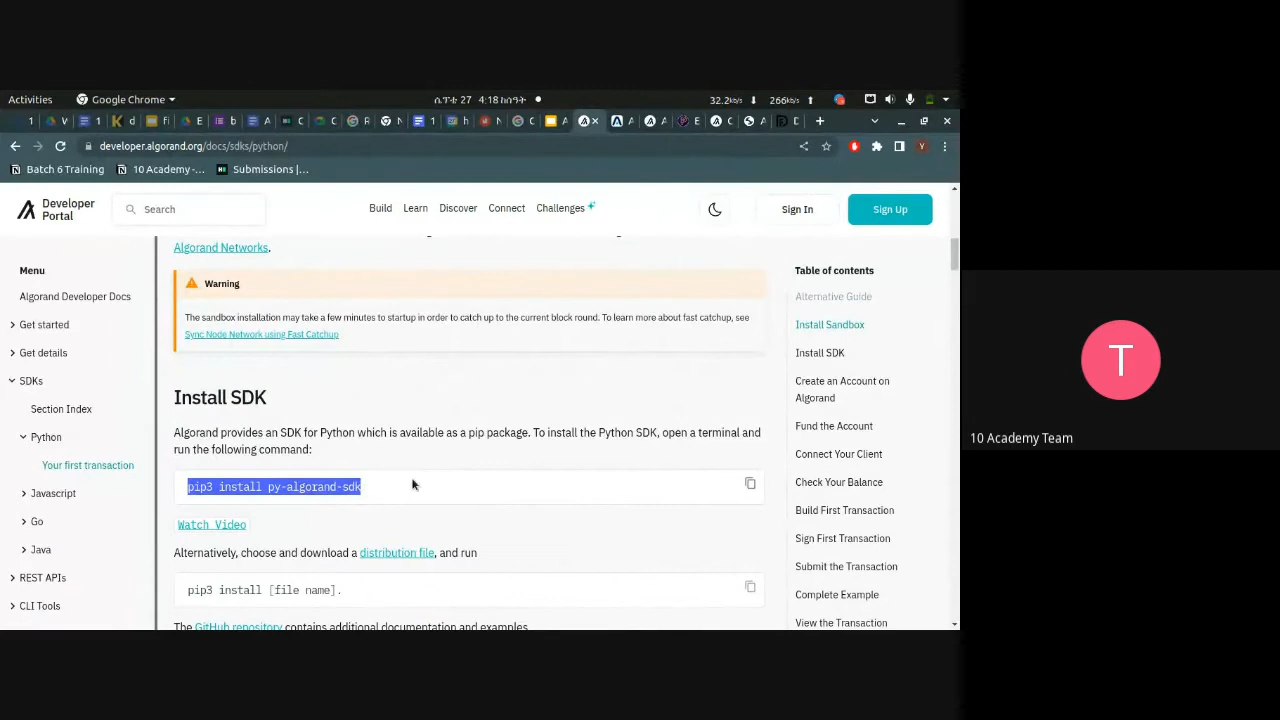 Activities
Google Chrome
ሴፕቴ 27 4:18 ከሰዓት
32.2kb/s
266kb/s
developer.algorand.org/docs/sdks/python/
Batch 6 Training
10 Academy -...
Submissions |...
Developer
Portal
Search
Build
Learn
Discover
Connect
Challenges
Sign In
Sign Up
Menu
Algorand Developer Docs
Get started
Get details
SDKs
Section Index
Python
Your first transaction
Javascript
Go
Java
REST APIs
CLI Tools
Algorand Networks.
Warning
The sandbox installation may take a few minutes to startup in order to catch up to the current block round. To learn more about fast catchup, see
Sync Node Network using Fast Catchup
Install SDK
Algorand provides an SDK for Python which is available as a pip package. To install the Python SDK, open a terminal and
run the following command:
pip3 install py-algorand-sdk
Watch Video
Alternatively, choose and download a distribution file, and run
pip3 install [file name].
The GitHub repository contains additional documentation and examples.
Table of contents
Alternative Guide
Install Sandbox
Install SDK
Create an Account on
Algorand
Fund the Account
Connect Your Client
Check Your Balance
Build First Transaction
Sign First Transaction
Submit the Transaction
Complete Example
View the Transaction
T
10 Academy Team